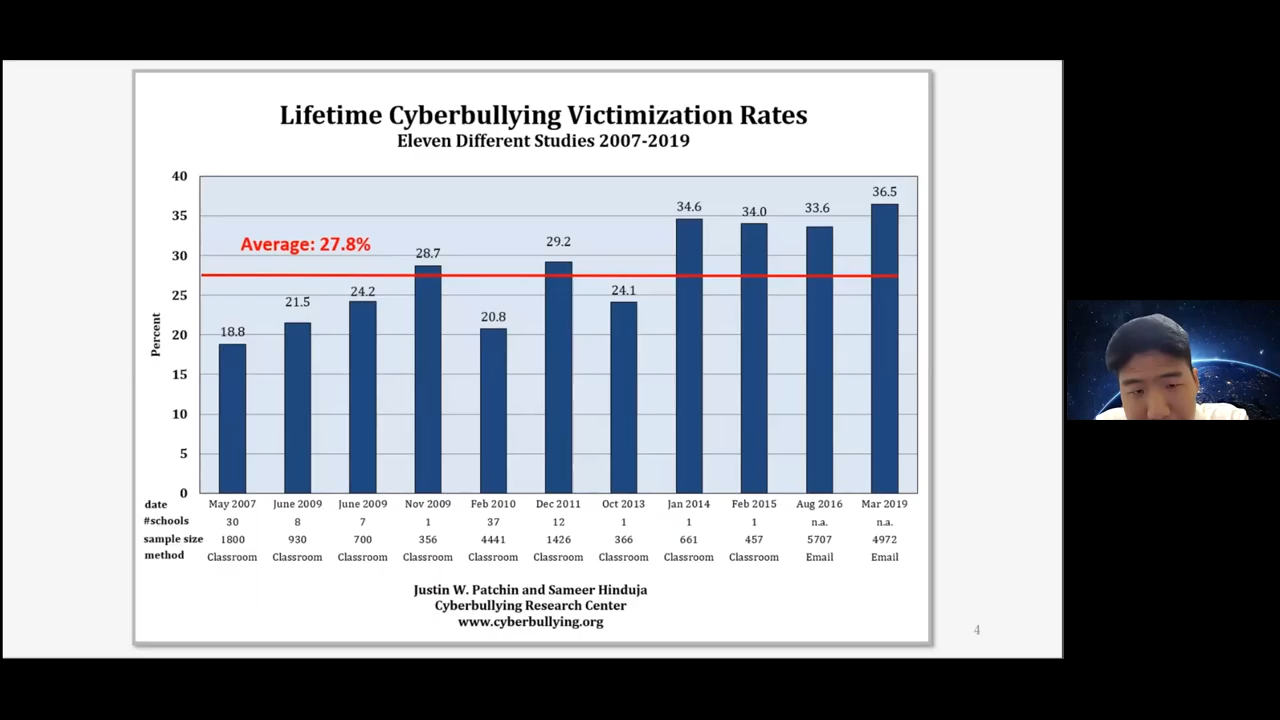 Lifetime Cyberbullying Victimization Rates
Eleven Different Studies 2007-2019
40
35
30
25
20
15
10
5
0
Percent
Average: 27.8%
18.8
21.5
24.2
28.7
20.8
29.2
24.1
34.6
34.0
33.6
36.5
date May 2007 June 2009 June 2009 Nov 2009 Feb 2010 Dec 2011 Oct 2013 Jan 2014 Feb 2015 Aug 2016 Mar 2019
#schools 30 8 7 1 37 12 1 1 1 n.a. n.a.
sample size 1800 930 700 356 4441 1426 366 661 457 5707 4972
method Classroom Classroom Classroom Classroom Classroom Classroom Classroom Classroom Classroom Email Email
Justin W. Patchin and Sameer Hinduja
Cyberbullying Research Center
www.cyberbullying.org
4